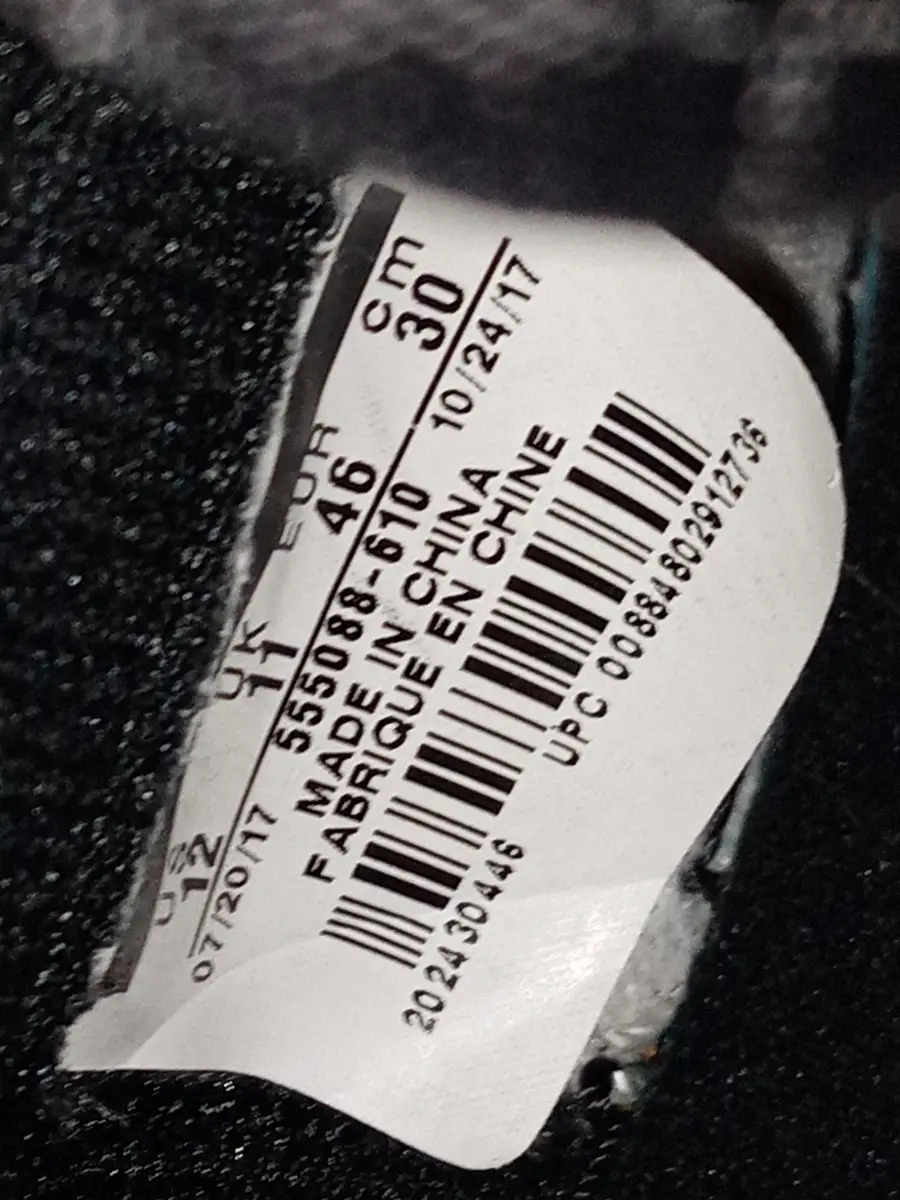 US UK EUR cm
12 11 46 30
07/20/17 555088-610 10/24/17
MADE IN CHINA
FABRIQUE EN CHINE
202430446 UPC 00884802912736